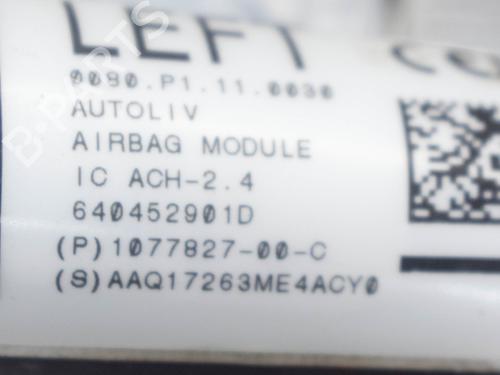 LEFT
0090.P1.11.0030
AUTOLIV
AIRBAG MODULE
IC ACH-2.4
640452901D
(P)1077827-00-C
(S)AAQ17263ME4ACY0
B-PARTS